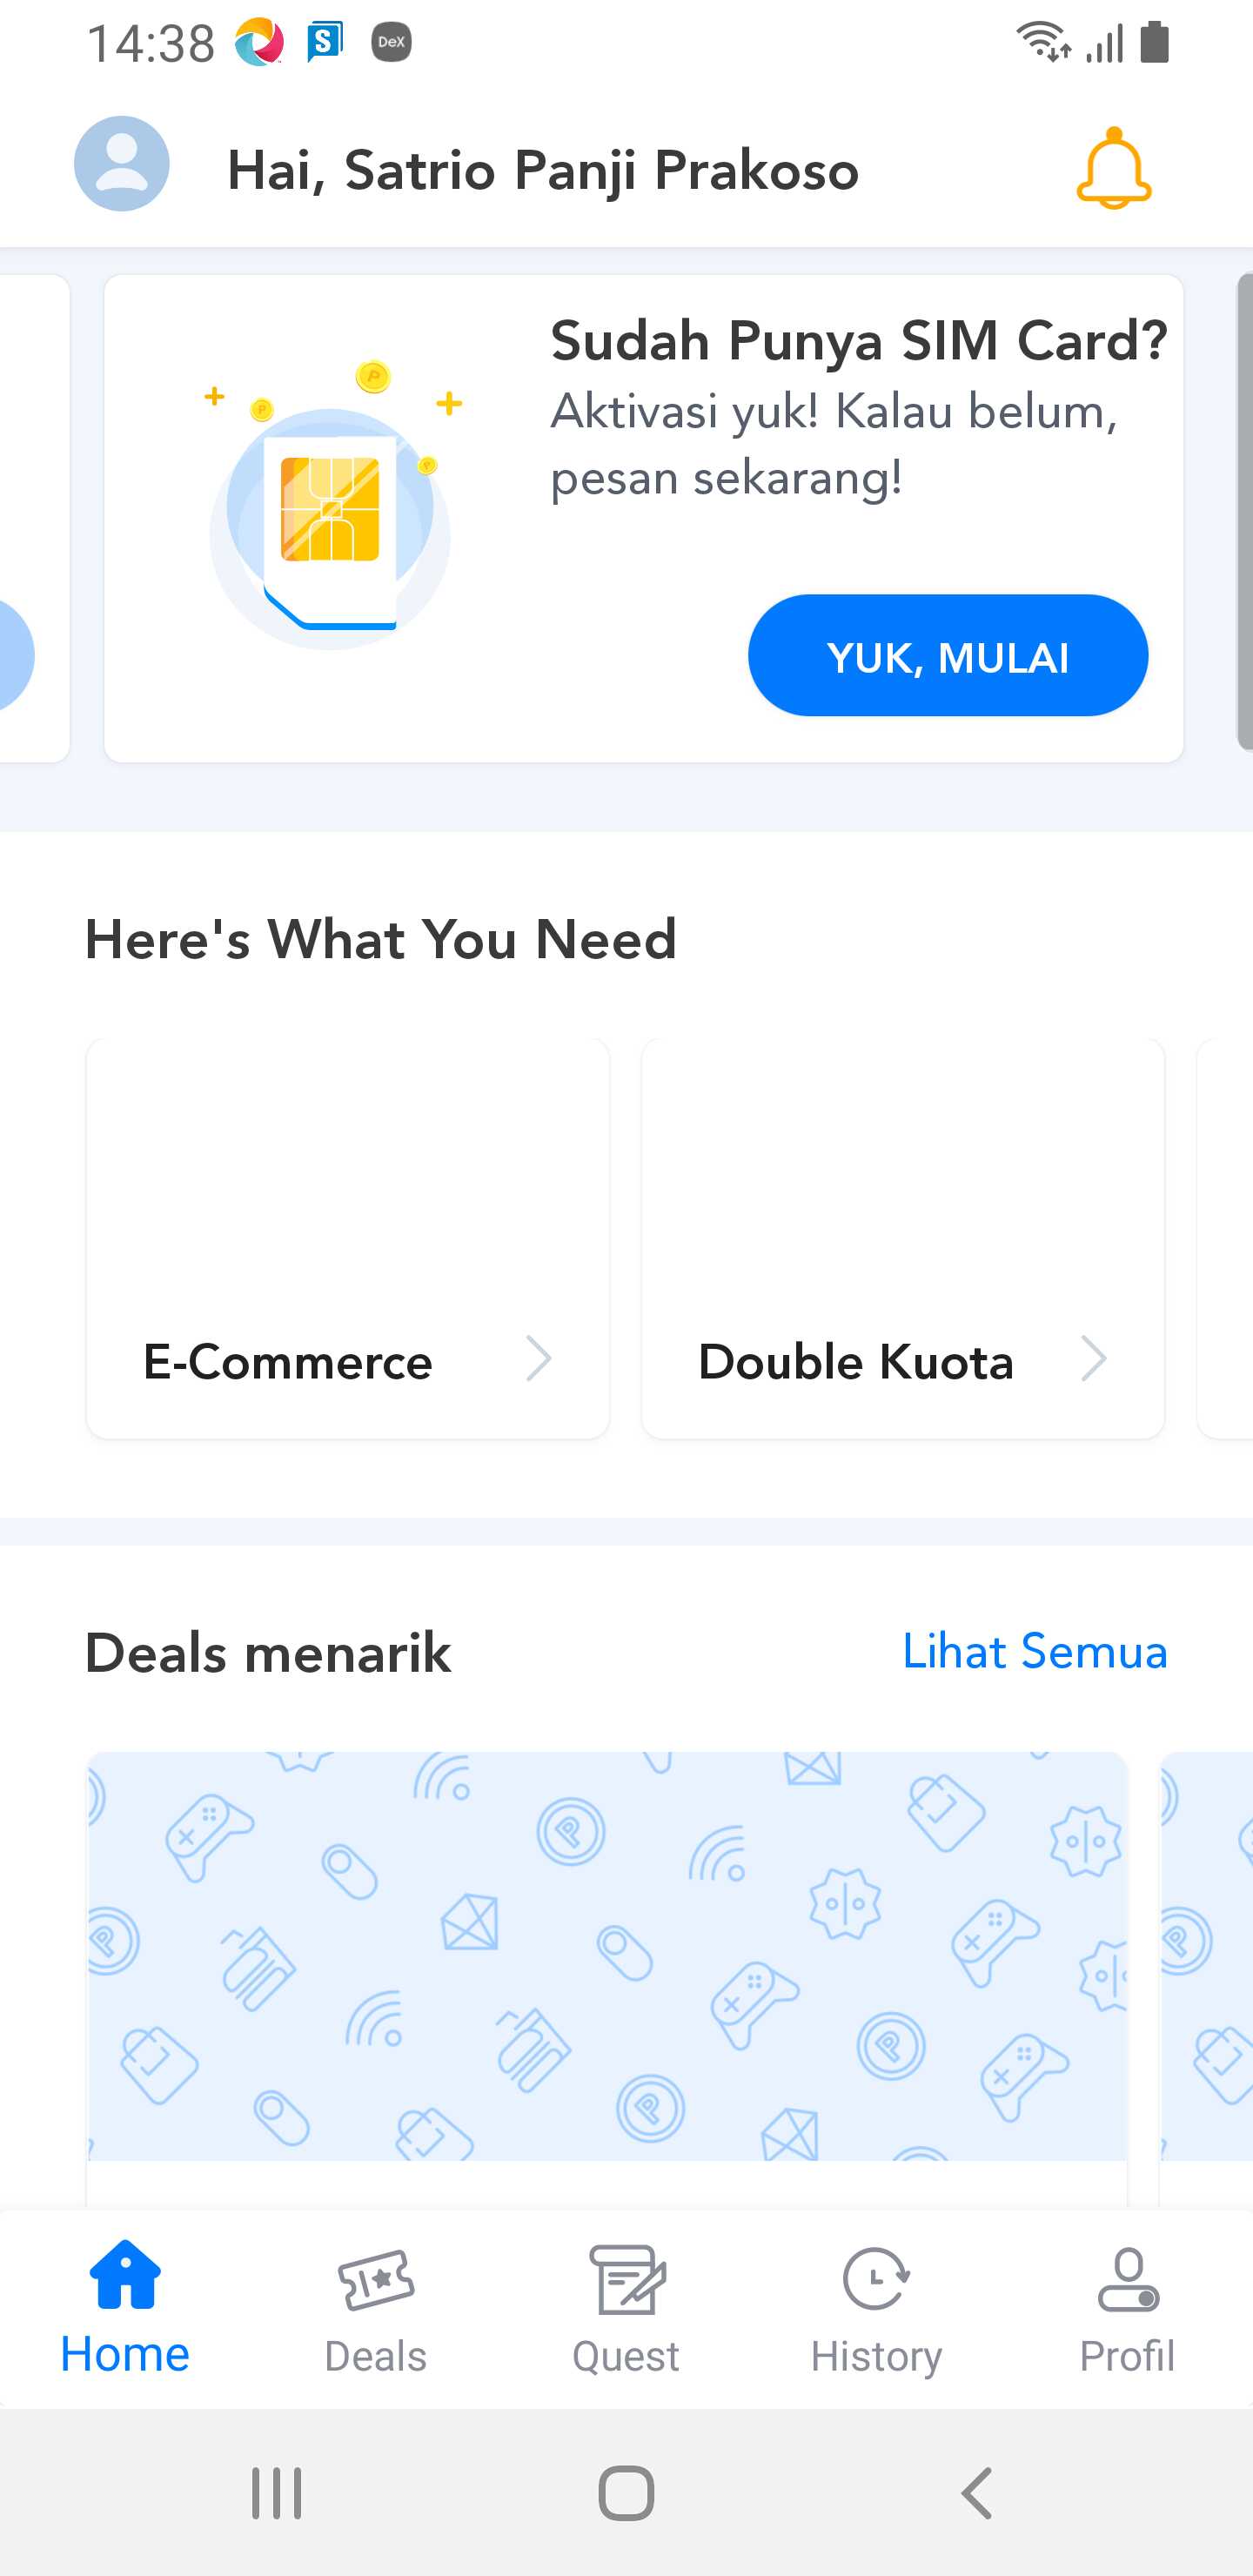 14:38
DeX
Hai, Satrio Panji Prakoso
Sudah Punya SIM Card?
Aktivasi yuk! Kalau belum,
pesan sekarang!
YUK, MULAI
Here's What You Need
E-Commerce
Double Kuota
Deals menarik
Lihat Semua
Home
Deals
Quest
History
Profil